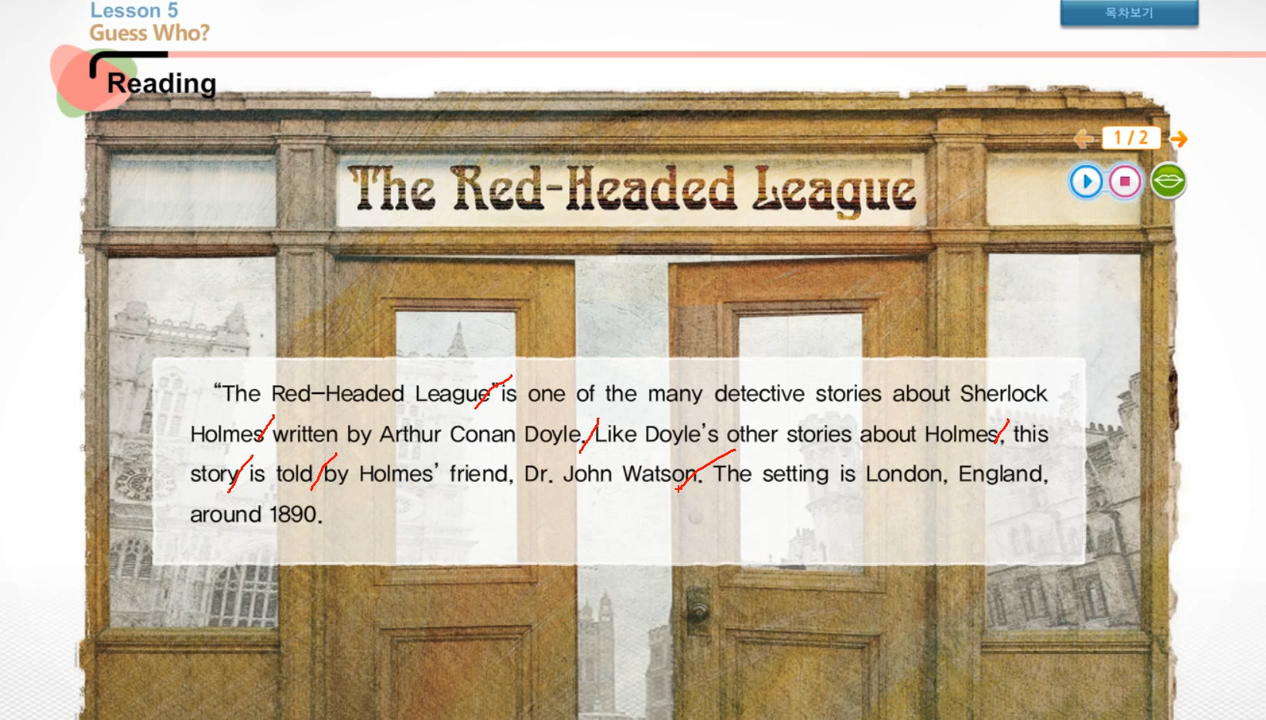 Lesson 5
목차보기
Guess Who?
Reading
1 / 2
The Red-Headed League
“The Red-Headed League” is one of the many detective stories about Sherlock
Holmes written by Arthur Conan Doyle. Like Doyle’s other stories about Holmes, this
story is told by Holmes’ friend, Dr. John Watson. The setting is London, England,
around 1890.